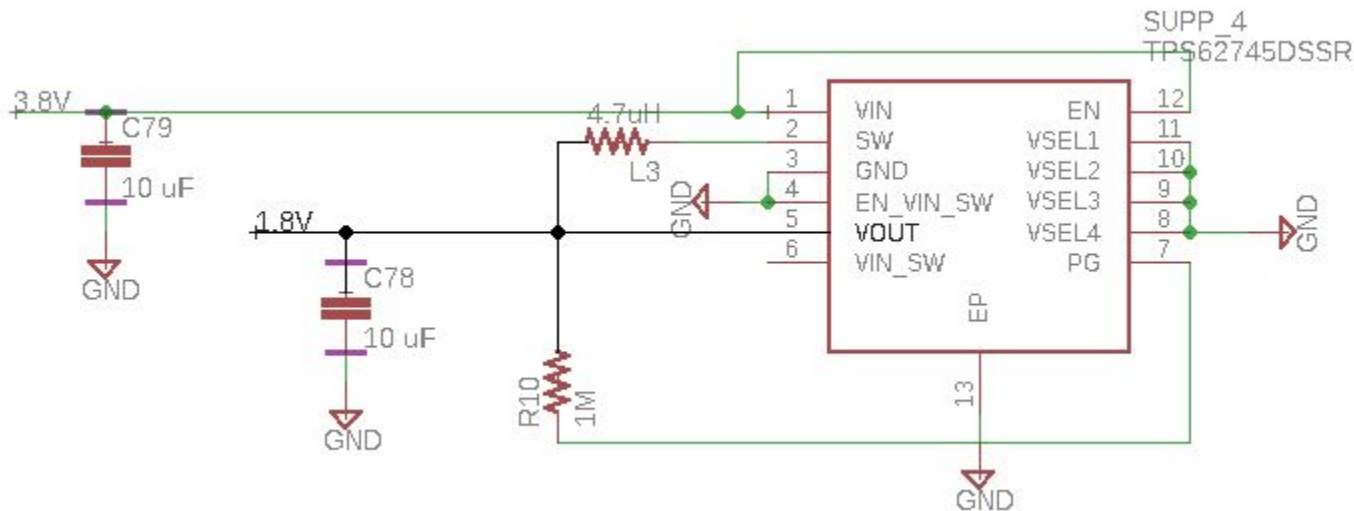 SUPP_4
TPS62745DSSR
3.8V
C79
10 uF
GND
4.7uH
L3
1.8V
C78
10 uF
GND
R10
1M
GND
1 VIN
2 SW
3 GND
4 EN_VIN_SW
5 VOUT
6 VIN_SW
EN 12
VSEL1 11
VSEL2 10
VSEL3 9
VSEL4 8
PG 7
EP
13
GND
GND